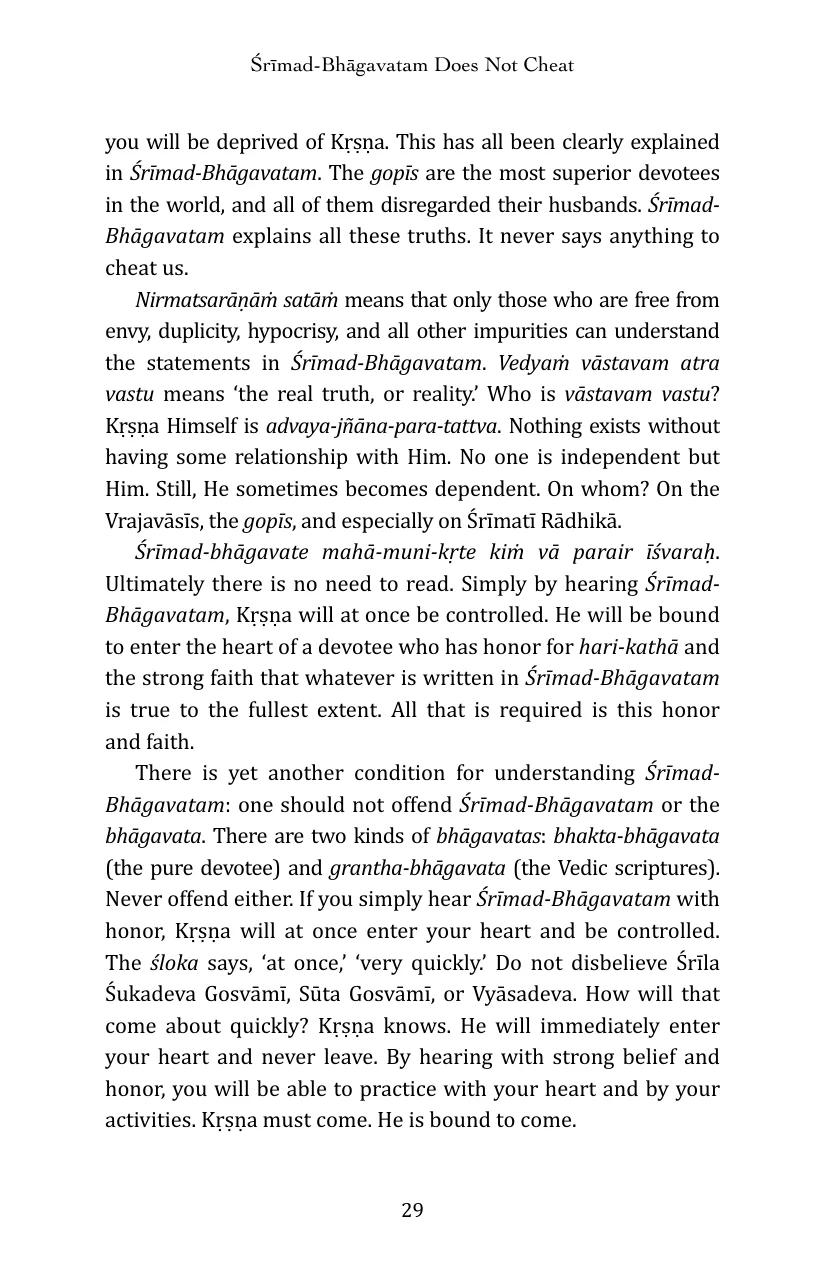 Śrīmad-Bhāgavatam Does Not Cheat
you will be deprived of Kṛṣṇa. This has all been clearly explained
in Śrīmad-Bhāgavatam. The gopīs are the most superior devotees
in the world, and all of them disregarded their husbands. Śrīmad-
Bhāgavatam explains all these truths. It never says anything to
cheat us.
Nirmatsarāṇāṁ satāṁ means that only those who are free from
envy, duplicity, hypocrisy, and all other impurities can understand
the statements in Śrīmad-Bhāgavatam. Vedyaṁ vāstavam atra
vastu means ‘the real truth, or reality.’ Who is vāstavam vastu?
Kṛṣṇa Himself is advaya-jñāna-para-tattva. Nothing exists without
having some relationship with Him. No one is independent but
Him. Still, He sometimes becomes dependent. On whom? On the
Vrajavāsīs, the gopīs, and especially on Śrīmatī Rādhikā.
Śrīmad-bhāgavate mahā-muni-kṛte kiṁ vā parair īśvaraḥ.
Ultimately there is no need to read. Simply by hearing Śrīmad-
Bhāgavatam, Kṛṣṇa will at once be controlled. He will be bound
to enter the heart of a devotee who has honor for hari-kathā and
the strong faith that whatever is written in Śrīmad-Bhāgavatam
is true to the fullest extent. All that is required is this honor
and faith.
There is yet another condition for understanding Śrīmad-
Bhāgavatam: one should not offend Śrīmad-Bhāgavatam or the
bhāgavata. There are two kinds of bhāgavatas: bhakta-bhāgavata
(the pure devotee) and grantha-bhāgavata (the Vedic scriptures).
Never offend either. If you simply hear Śrīmad-Bhāgavatam with
honor, Kṛṣṇa will at once enter your heart and be controlled.
The śloka says, ‘at once,’ ‘very quickly.’ Do not disbelieve Śrīla
Śukadeva Gosvāmī, Sūta Gosvāmī, or Vyāsadeva. How will that
come about quickly? Kṛṣṇa knows. He will immediately enter
your heart and never leave. By hearing with strong belief and
honor, you will be able to practice with your heart and by your
activities. Kṛṣṇa must come. He is bound to come.
29